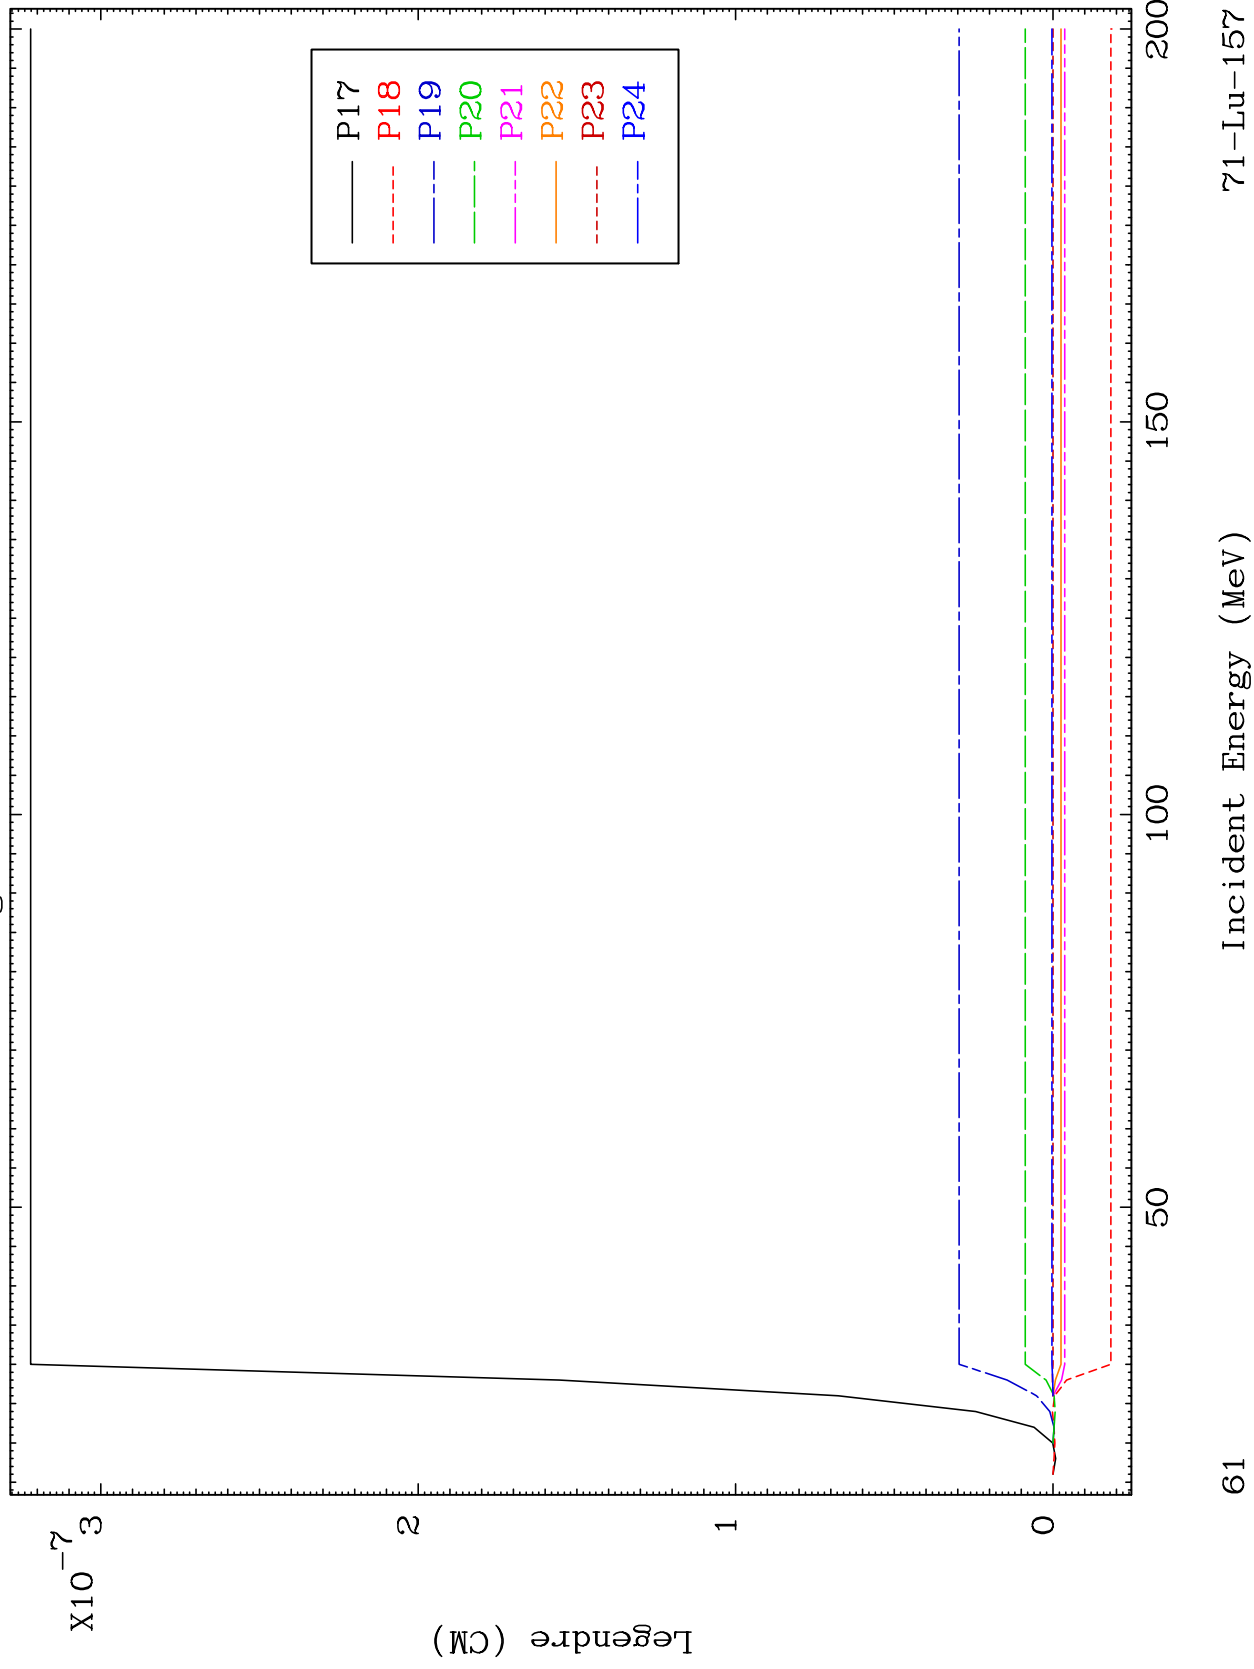 X10-7
3
2
1
0
Legendre (CM)
P17
P18
P19
P20
P21
P22
P23
P24
50
100
150
200
Incident Energy (MeV)
61
71-Lu-157